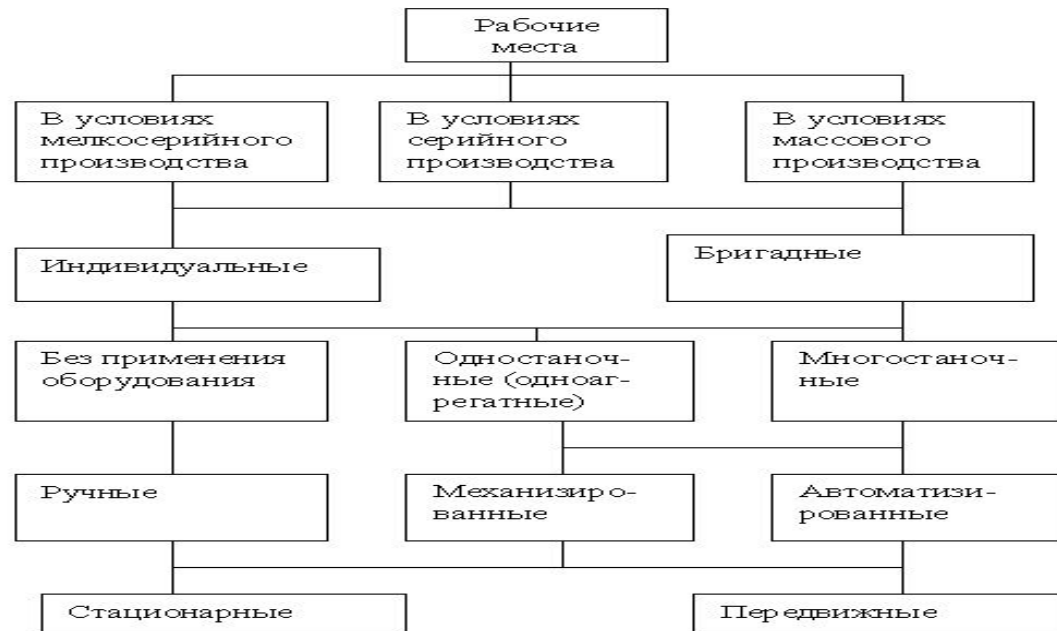 Рабочие
места
В условиях
мелкосерийного
производства
В условиях
серийного
производства
В условиях
массового
производства
Индивидуальные
Бригадные
Без применения
оборудования
Одностаноч-
ные (одноаг-
регатные)
Многостаноч-
ные
Ручные
Механизиро-
ванные
Автоматизи-
рованные
Стационарные
Передвижные